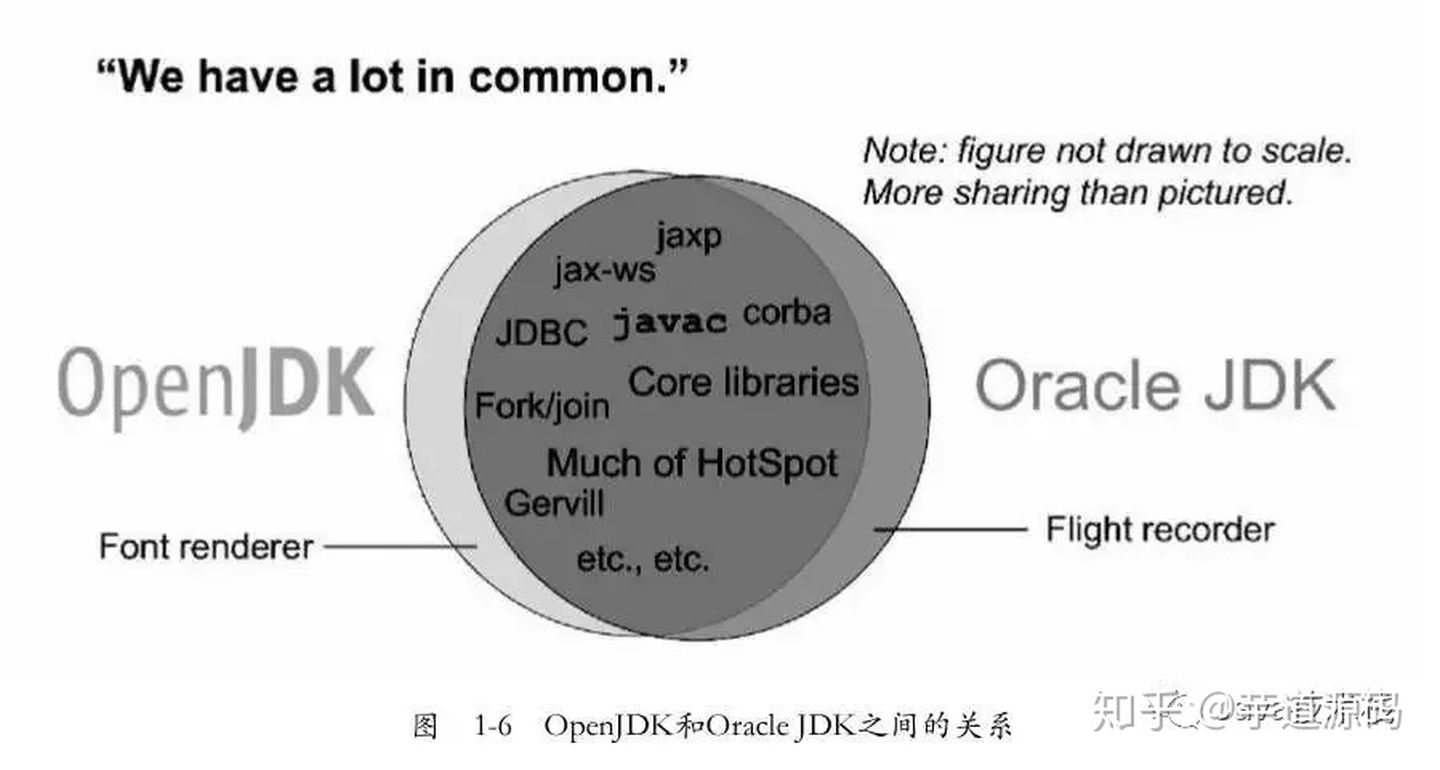 “We have a lot in common.”
Note: figure not drawn to scale.
More sharing than pictured.
jaxp
jax-ws
JDBC javac corba
Core libraries
Fork/join
Much of HotSpot
Gervill
etc., etc.
OpenJDK
Oracle JDK
Font renderer
Flight recorder
图 1-6 OpenJDK和Oracle JDK之间的关系
知乎 @芋道源码